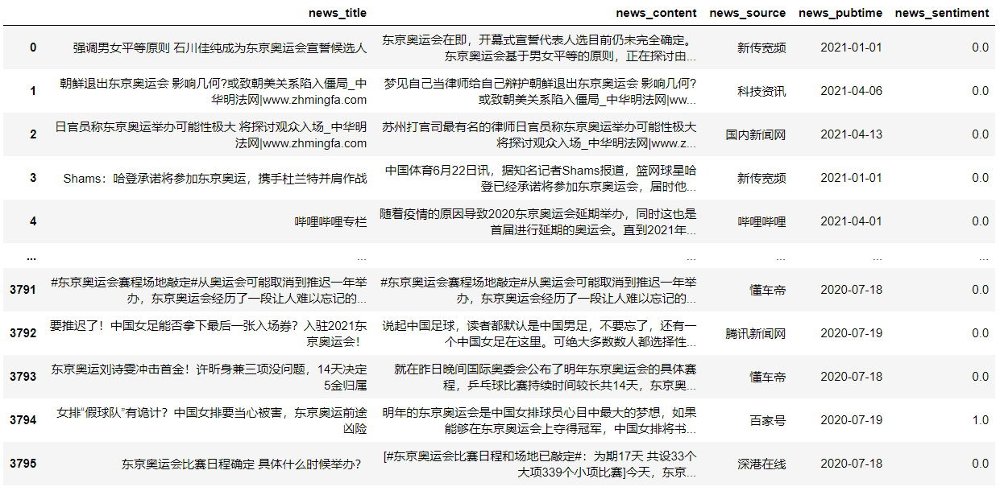 news_title news_content news_source news_pubtime news_sentiment
0 强调男女平等原则 石川佳纯成为东京奥运会宣誓候选人 东京奥运会在即，开幕式宣誓代表人选目前仍未完全确定。 新传宽频 2021-01-01 0.0
东京奥运会基于男女平等的原则，正在探讨由...
1 朝鲜退出东京奥运会 影响几何?或致朝美关系陷入僵局_中 梦见自己当律师给自己辩护朝鲜退出东京奥运会 影响几何? 科技资讯 2021-04-06 0.0
华明法网|www.zhmingfa.com 或致朝美关系陷入僵局_中华明法网|ww...
2 日官员称东京奥运举办可能性极大 将探讨观众入场_中华明 苏州打官司最有名的律师日官员称东京奥运举办可能性极大 国内新闻网 2021-04-13 0.0
法网|www.zhmingfa.com 将探讨观众入场_中华明法网|www.z...
3 Shams：哈登承诺将参加东京奥运，携手杜兰特并肩作战 中国体育6月22日讯，据知名记者Shams报道，篮网球星哈 新传宽频 2021-01-01 0.0
登已经承诺将参加东京奥运会，届时他...
4 哔哩哔哩专栏 随着疫情的原因导致2020东京奥运会延期举办，同时这也是 哔哩哔哩 2021-04-01 0.0
首届进行延期的奥运会。直到2021年...
... ... ... ... ... ...
3791 #东京奥运会赛程场地敲定#从奥运会可能取消到推迟一年举 #东京奥运会赛程场地敲定#从奥运会可能取消到推迟一年举 懂车帝 2020-07-18 0.0
办，东京奥运会经历了一段让人难以忘记的... 办，东京奥运会经历了一段让人难以忘记的...
3792 要推迟了！中国女足能否拿下最后一张入场券？入驻2021东 说起中国足球，读者都默认是中国男足，不要忘了，还有一 腾讯新闻网 2020-07-19 0.0
京奥运会！ 个中国女足在这里。可绝大多数数人都选择性...
3793 东京奥运刘诗雯冲击首金！许昕身兼三项没问题，14天决定 就在昨日晚间国际奥委会公布了明年东京奥运会的具体赛 懂车帝 2020-07-18 0.0
5金归属 程，乒乓球比赛持续时间较长共14天，东京奥...
3794 女排“假球队”有诡计？中国女排要当心被害，东京奥运前途 明年的东京奥运会是中国女排球员心目中最大的梦想，如果 百家号 2020-07-19 1.0
凶险 能够在东京奥运会上夺得冠军，中国女排将书...
3795 东京奥运会比赛日程确定 具体什么时候举办？ [#东京奥运会比赛日程和场地已敲定#：为期17天 共设33个 深港在线 2020-07-18 0.0
大项339个小项比赛]今天，东京...